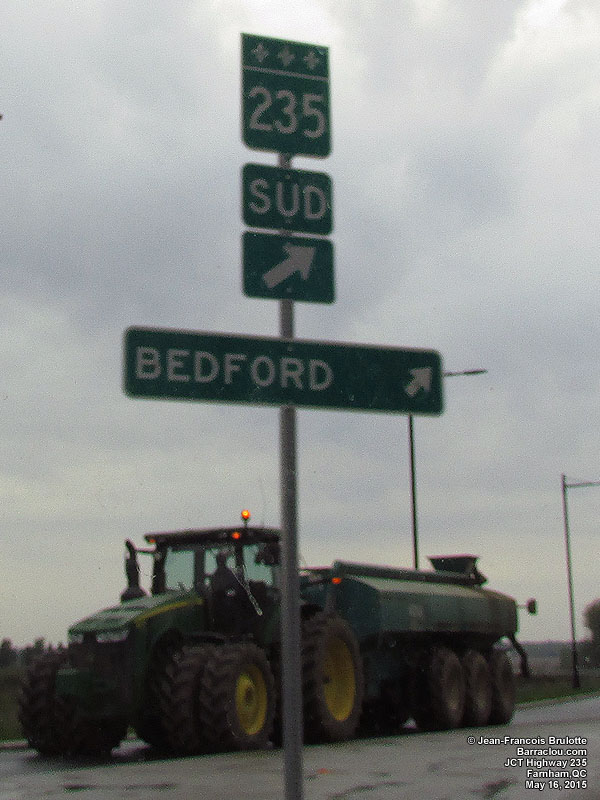 235
SUD
BEDFORD
© Jean-Francois Brulotte
Barraclou.com
JCT Highway 235
Farnham,QC
May 16, 2015